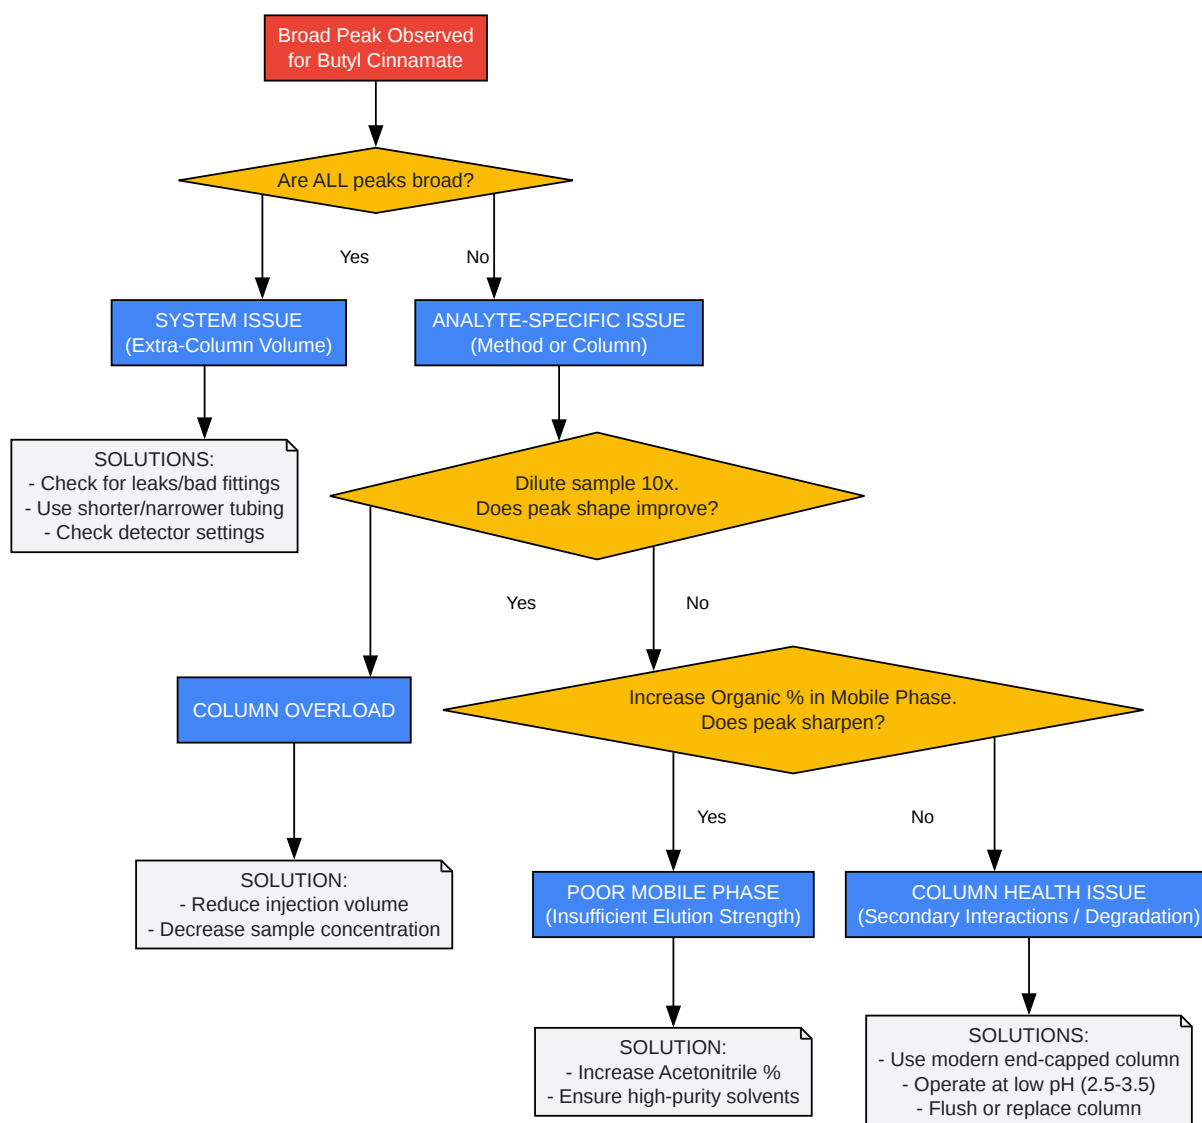 Broad Peak Observed
for Butyl Cinnamate
Are ALL peaks broad?
Yes
No
SYSTEM ISSUE
(Extra-Column Volume)
ANALYTE-SPECIFIC ISSUE
(Method or Column)
SOLUTIONS:
- Check for leaks/bad fittings
- Use shorter/narrower tubing
- Check detector settings
Dilute sample 10x.
Does peak shape improve?
Yes
No
COLUMN OVERLOAD
Increase Organic % in Mobile Phase.
Does peak sharpen?
Yes
No
SOLUTION:
- Reduce injection volume
- Decrease sample concentration
POOR MOBILE PHASE
(Insufficient Elution Strength)
COLUMN HEALTH ISSUE
(Secondary Interactions / Degradation)
SOLUTION:
- Increase Acetonitrile %
- Ensure high-purity solvents
SOLUTIONS:
- Use modern end-capped column
- Operate at low pH (2.5-3.5)
- Flush or replace column